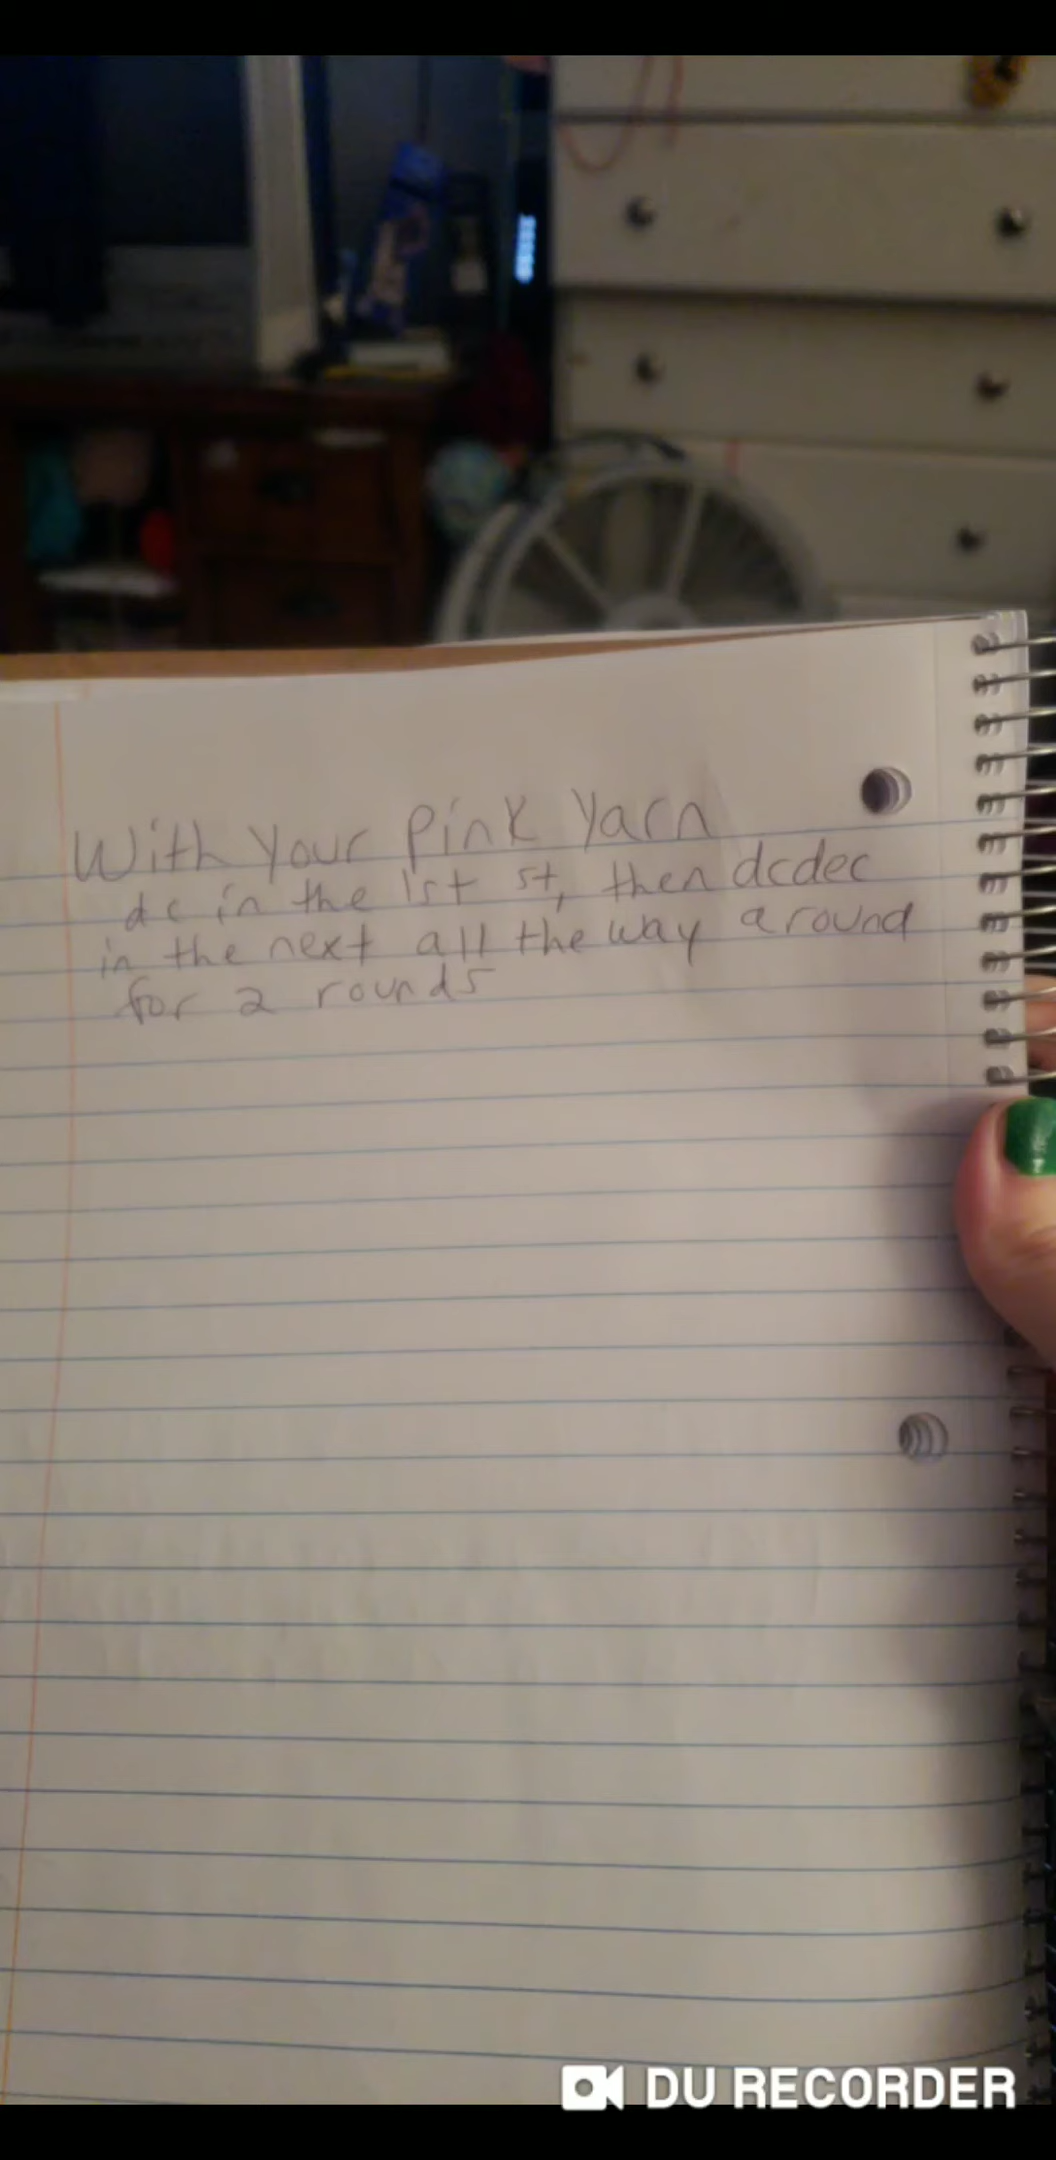 With Your Pink Yarn
dc in the 1st st, then dcdec
in the next all the way around
for 2 rounds
DU RECORDER